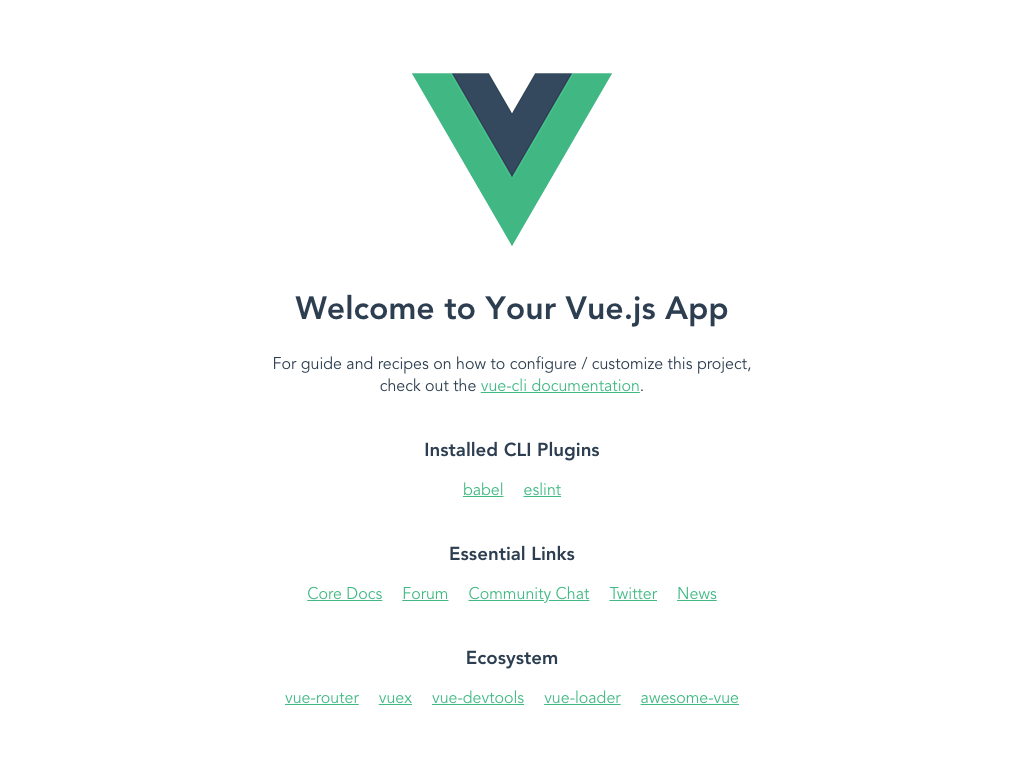 Welcome to Your Vue.js App
For guide and recipes on how to configure / customize this project,
check out the vue-cli documentation.
Installed CLI Plugins
babel eslint
Essential Links
Core Docs Forum Community Chat Twitter News
Ecosystem
vue-router vuex vue-devtools vue-loader awesome-vue